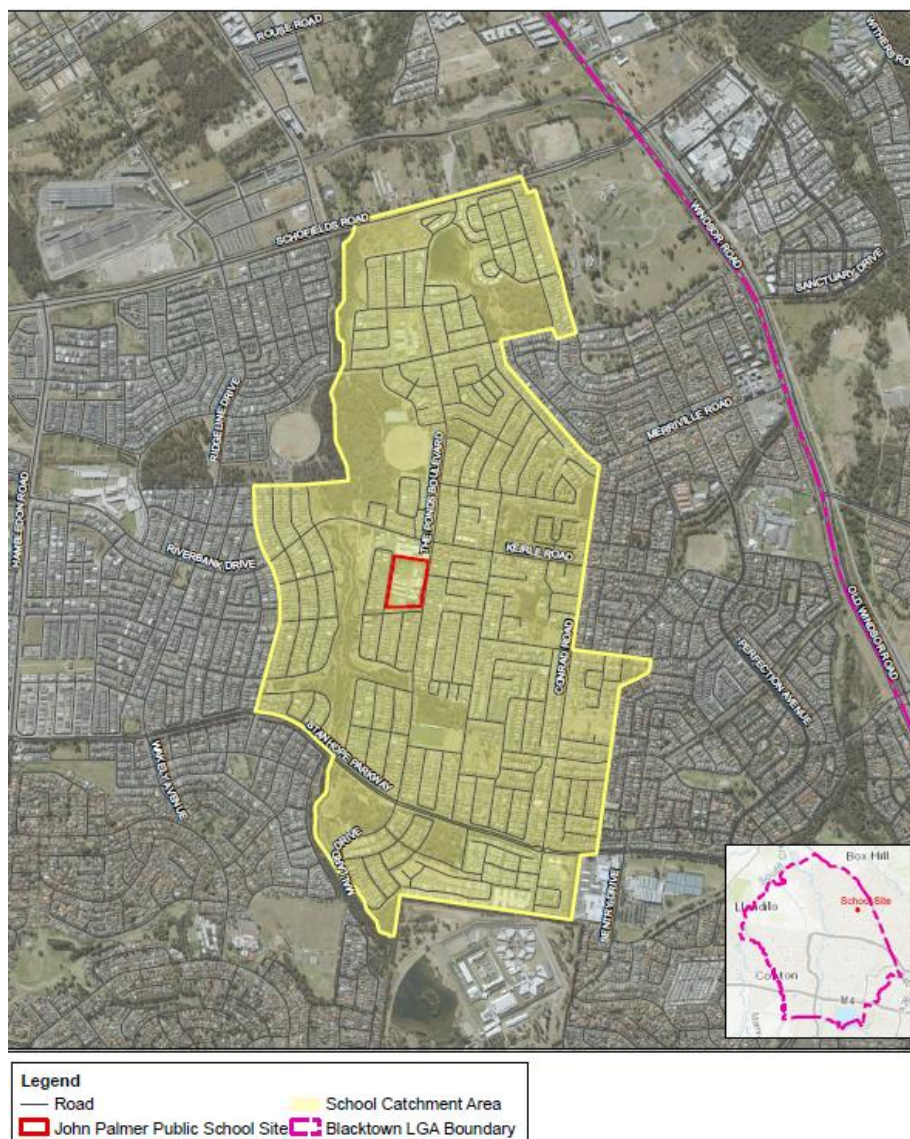 ROUSE ROAD
WITHERS RO
SCHOFIELDS ROAD
WINDSOR ROAD
SANCTUARY DRIVE
RIDGELINE DRIVE
MERRIVILLE ROAD
HAMBLEDON ROAD
THE PONDS BOULEVARD
RIVERBANK DRIVE
KEIRLE ROAD
OLD WINDSOR ROAD
CONRAD ROAD
PERFECTION AVENUE
STANHOPE PARKWAY
WAKELY AVENUE
MALLARD DRIVE
SENTRY DRIVE
Box Hill
School Site
M4
Legend
Road
School Catchment Area
John Palmer Public School Site
Blacktown LGA Boundary